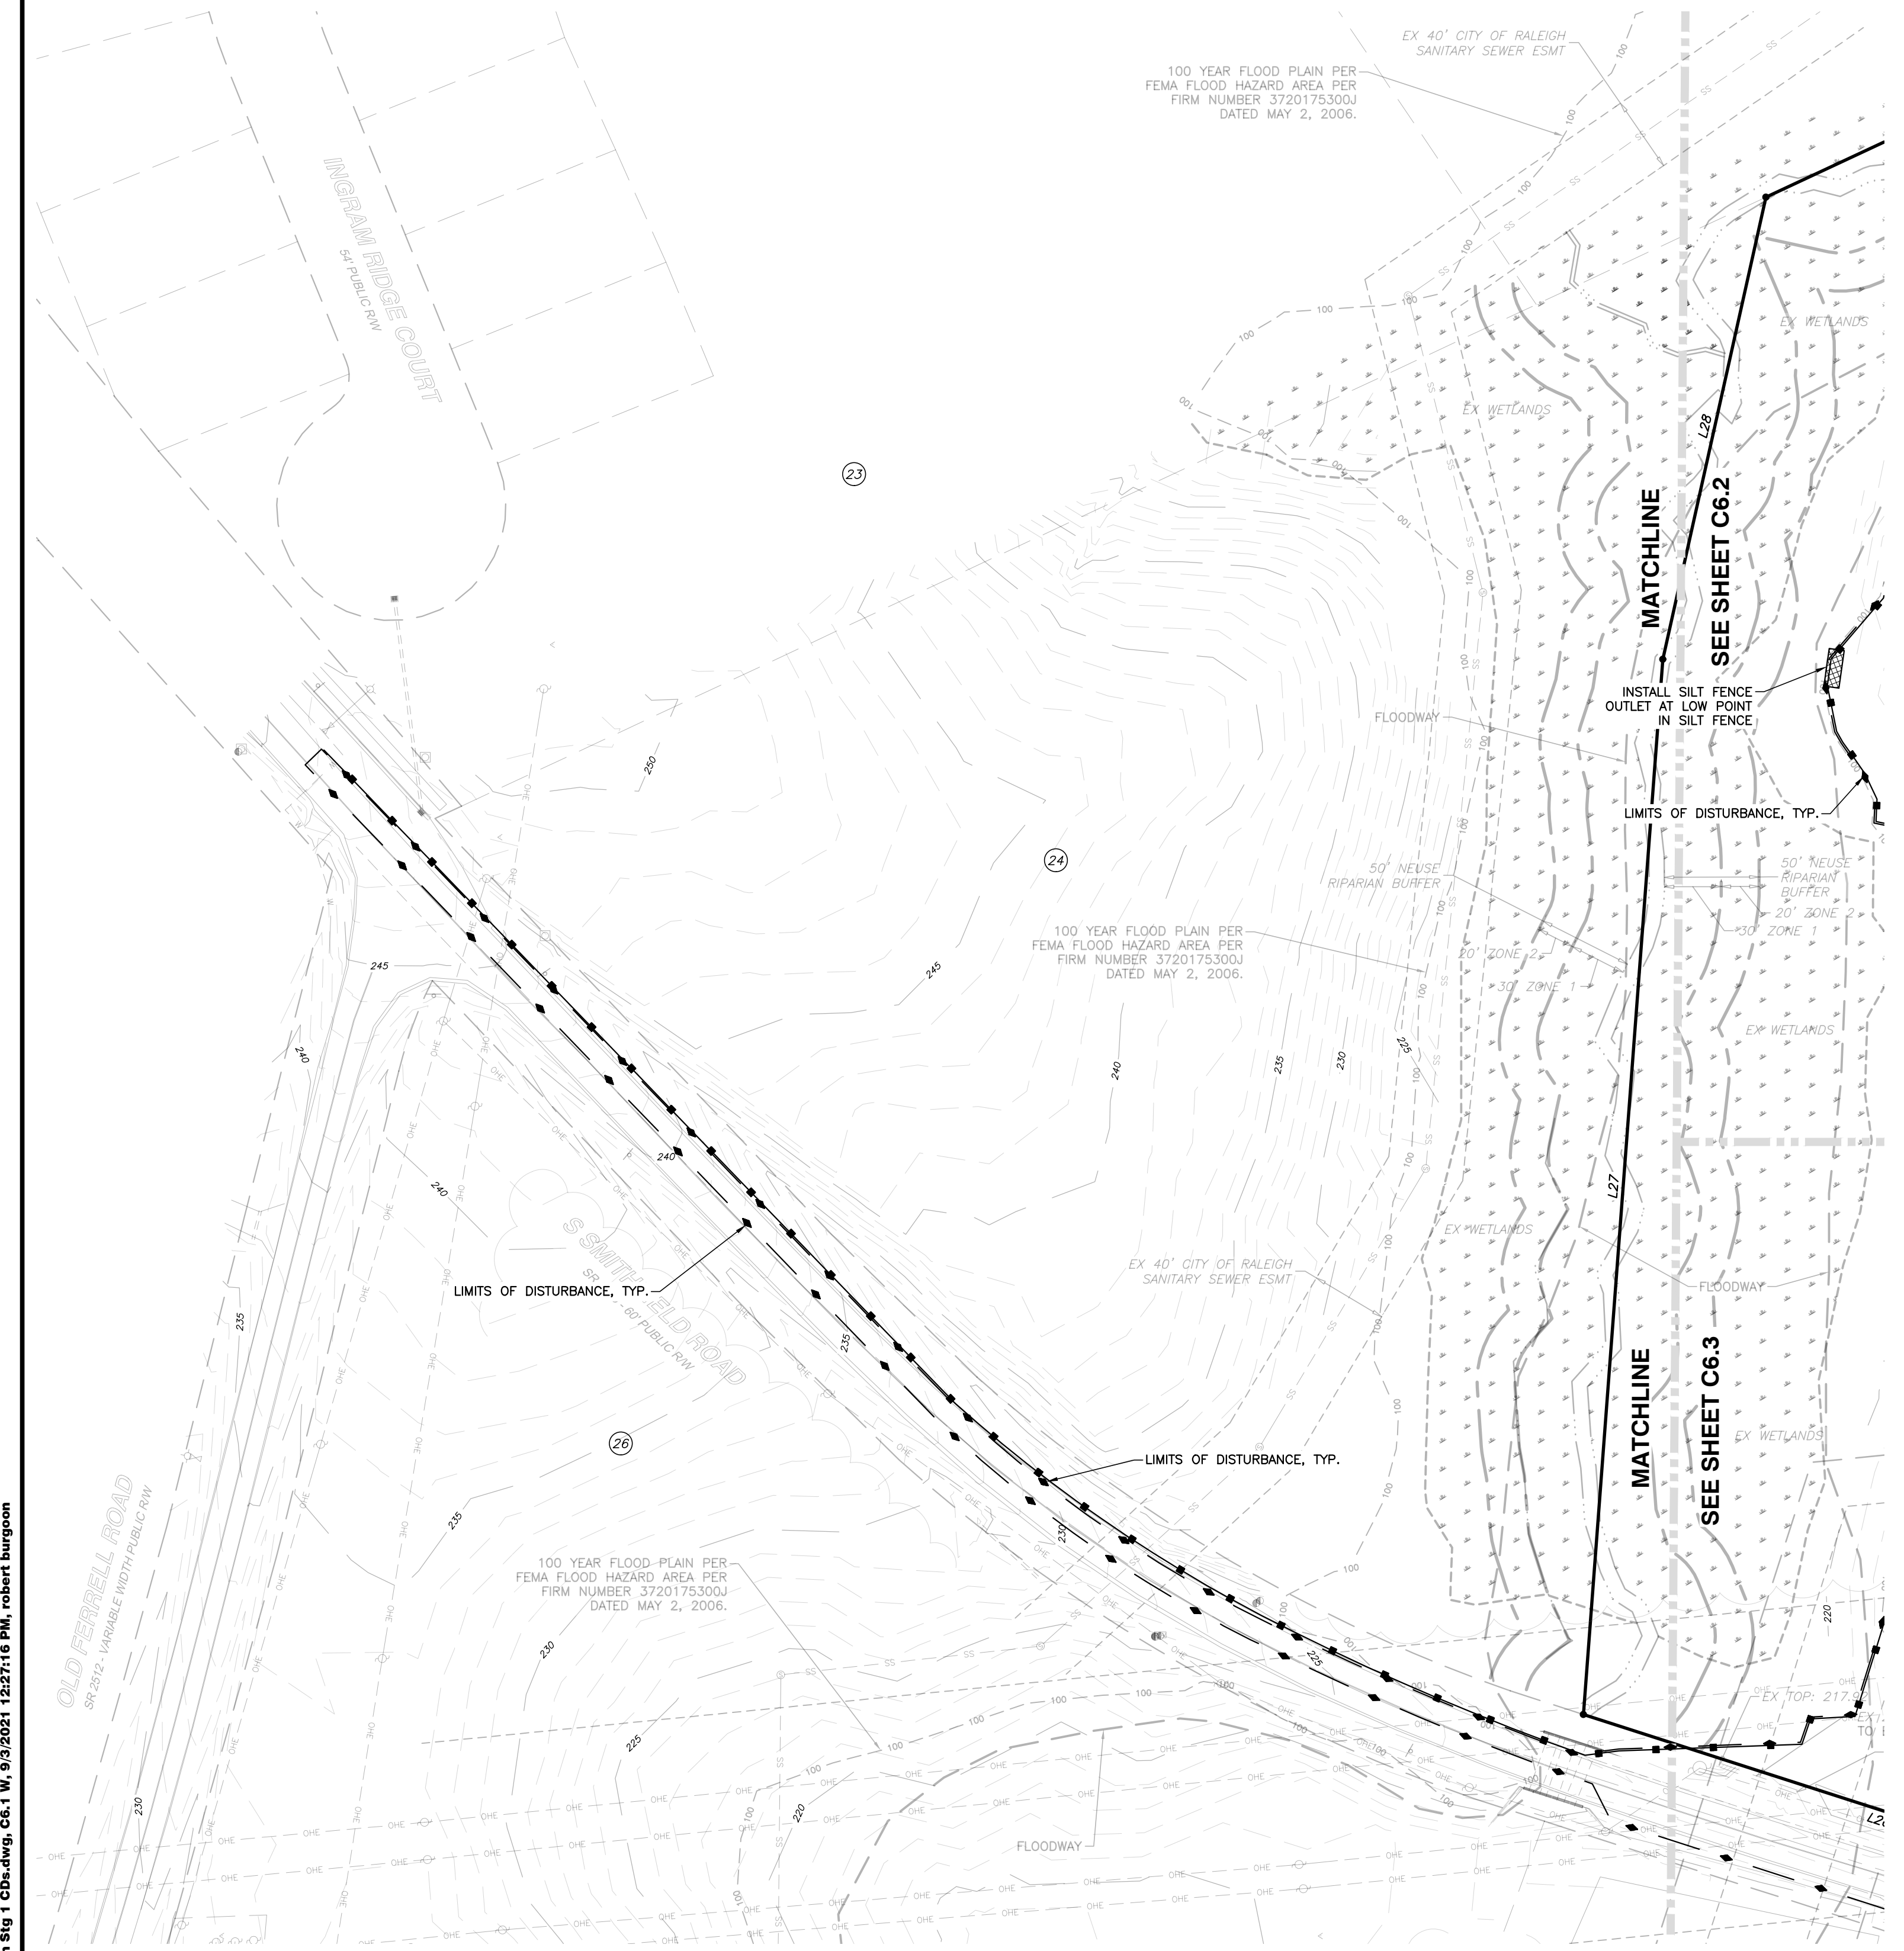 EX 40' CITY OF RALEIGH
SANITARY SEWER ESMT
100 YEAR FLOOD PLAIN PER
FEMA FLOOD HAZARD AREA PER
FIRM NUMBER 3720175300J
DATED MAY 2, 2006.
INGRAM RIDGE COURT
54' PUBLIC R/W
EX WETLANDS
EX WETLANDS
L28
23
MATCHLINE
SEE SHEET C6.2
INSTALL SILT FENCE
OUTLET AT LOW POINT
IN SILT FENCE
FLOODWAY
250
LIMITS OF DISTURBANCE, TYP.
24
50' NEUSE
RIPARIAN BUFFER
50' NEUSE
RIPARIAN
BUFFER
20' ZONE 2
30' ZONE 1
100 YEAR FLOOD PLAIN PER
FEMA FLOOD HAZARD AREA PER
FIRM NUMBER 3720175300J
DATED MAY 2, 2006.
20' ZONE 2
30' ZONE 1
245
245
EX WETLANDS
240
240
235
230
225
240
240
L27
EX WETLANDS
EX 40' CITY OF RALEIGH
SANITARY SEWER ESMT
FLOODWAY
LIMITS OF DISTURBANCE, TYP.
60' PUBLIC R/W
235
235
MATCHLINE
SEE SHEET C6.3
26
EX WETLANDS
LIMITS OF DISTURBANCE, TYP.
235
230
OLD FERRELL ROAD
SR 2512 - VARIABLE WIDTH PUBLIC R/W
100 YEAR FLOOD PLAIN PER
FEMA FLOOD HAZARD AREA PER
FIRM NUMBER 3720175300J
DATED MAY 2, 2006.
220
230
225
225
EX TOP: 217.92
230
220
FLOODWAY
Stg 1 CDs.dwg, C6.1 W, 9/3/2021 12:27:16 PM, robert burgoon